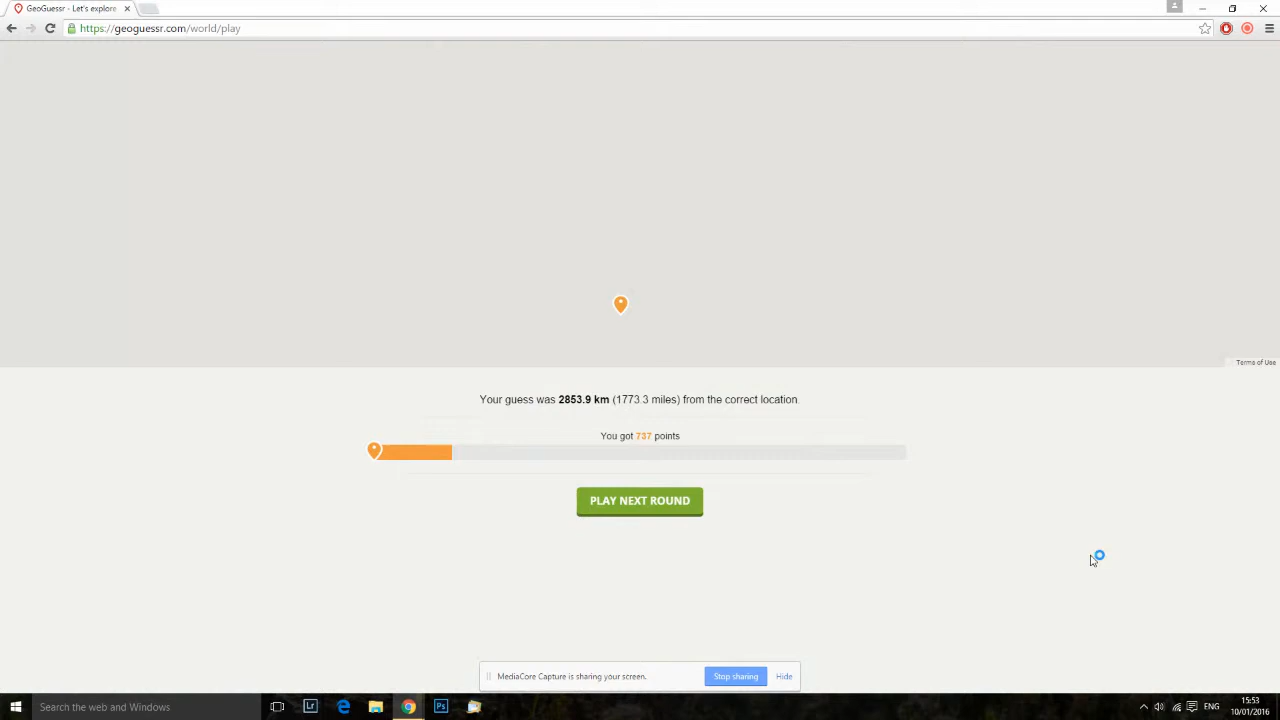 GeoGuessr - Let's explore
https://geoguessr.com/world/play
Terms of Use
Your guess was 2853.9 km (1773.3 miles) from the correct location.
You got 737 points
PLAY NEXT ROUND
MediaCore Capture is sharing your screen.
Stop sharing
Hide
Lr
Ps
Search the web and Windows
ENG
15:53
10/01/2016